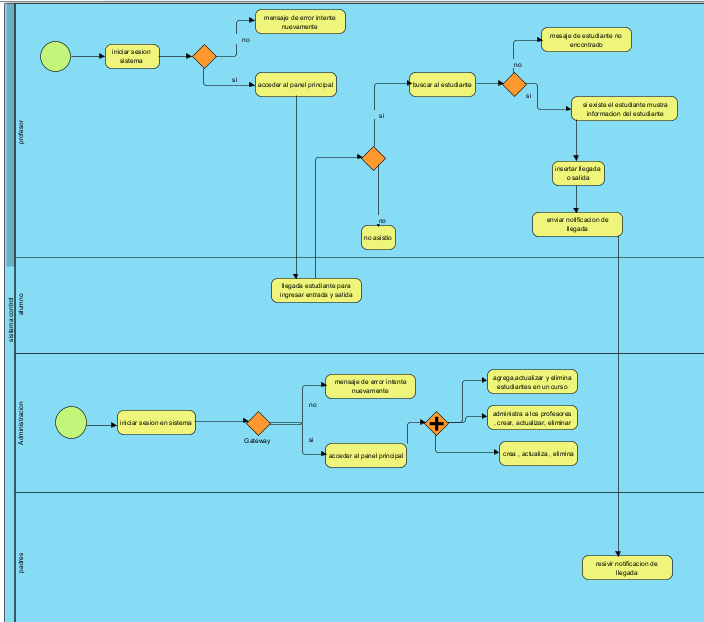 sistema control
profesor
iniciar sesion
sistema
no
mensaje de error intente
nuevamente
si
acceder al panel principal
si
no
no asistio
buscar al estudiante
no
mesaje de estudiante no
encontrado
si
si existe el estudiante mustra
informacion del estudiante
insertar llegada
o salida
enviar notificacion de
llegada
alumno
llegada estudiante para
ingresar entrada y salida
Administracion
iniciar sesion en sistema
Gateway
no
mensaje de error intente
nuevamente
si
acceder al panel principal
agrega,actualizar y elimina
estudiantes en un curso
administra a los profesores
, crear, actualizar, eliminar
crea , actualiza , elimina
padres
resivir notificacion de
llegada